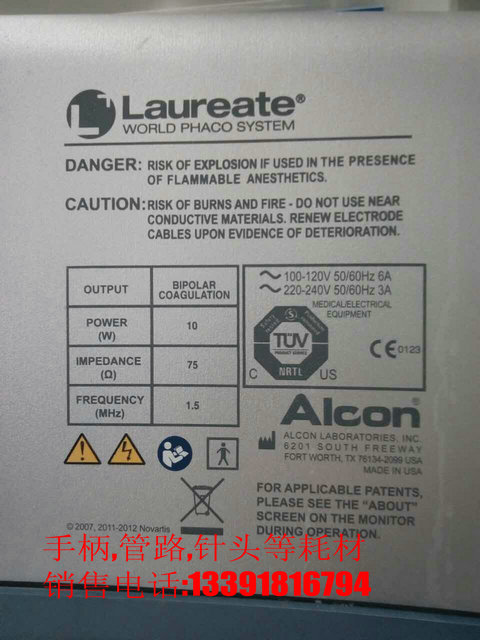 Laureate®
WORLD PHACO SYSTEM
DANGER: RISK OF EXPLOSION IF USED IN THE PRESENCE
OF FLAMMABLE ANESTHETICS.
CAUTION: RISK OF BURNS AND FIRE - DO NOT USE NEAR
CONDUCTIVE MATERIALS. RENEW ELECTRODE
CABLES UPON EVIDENCE OF DETERIORATION.
OUTPUT BIPOLAR COAGULATION
POWER (W) 10
IMPEDANCE (Ω) 75
FREQUENCY (MHz) 1.5
100-120V 50/60Hz 6A
220-240V 50/60Hz 3A
MEDICAL/ELECTRICAL
EQUIPMENT
TÜV
PRODUCT SERVICE
NRTL
C US
CE 0123
Alcon®
ALCON LABORATORIES, INC.
6201 SOUTH FREEWAY
FORT WORTH, TX 76134-2099 USA
MADE IN USA
FOR APPLICABLE PATENTS,
PLEASE SEE THE "ABOUT"
SCREEN ON THE MONITOR
DURING OPERATION.
© 2007, 2011-2012 Novartis
手柄,管路,针头等耗材
销售电话:13391816794